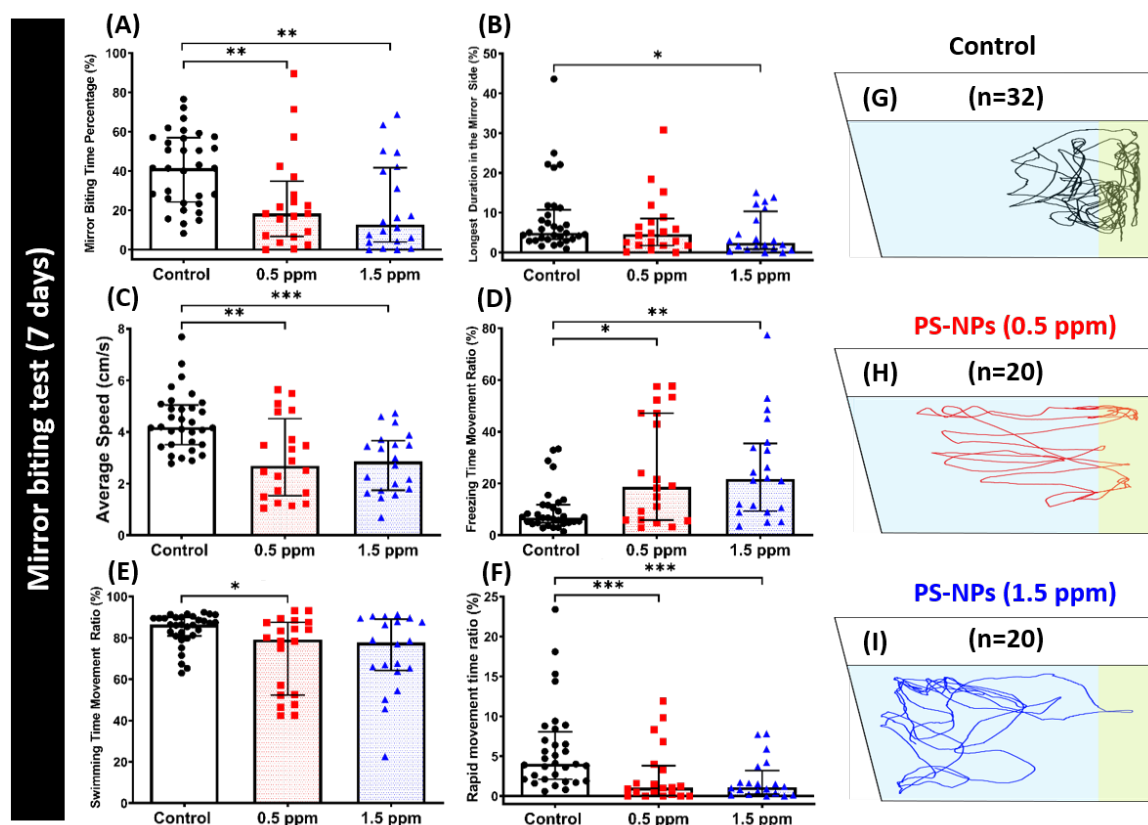 Mirror biting test (7 days)
(A)
**
**
Mirror Biting Time Percentage (%)
100
80
60
40
20
0
Control
0.5 ppm
1.5 ppm
(B)
*
Longest Duration in the Mirror Side (%)
50
40
30
20
10
5
0
Control
0.5 ppm
1.5 ppm
(C)
***
**
Average Speed (cm/s)
8
6
4
2
0
Control
0.5 ppm
1.5 ppm
(D)
**
*
Freezing Time Movement Ratio (%)
80
60
40
20
0
Control
0.5 ppm
1.5 ppm
(E)
*
Swimming Time Movement Ratio (%)
100
80
60
40
20
0
Control
0.5 ppm
1.5 ppm
(F)
***
***
Rapid movement time ratio (%)
25
20
15
10
5
0
Control
0.5 ppm
1.5 ppm
Control
(G) (n=32)
PS-NPs (0.5 ppm)
(H) (n=20)
PS-NPs (1.5 ppm)
(I) (n=20)